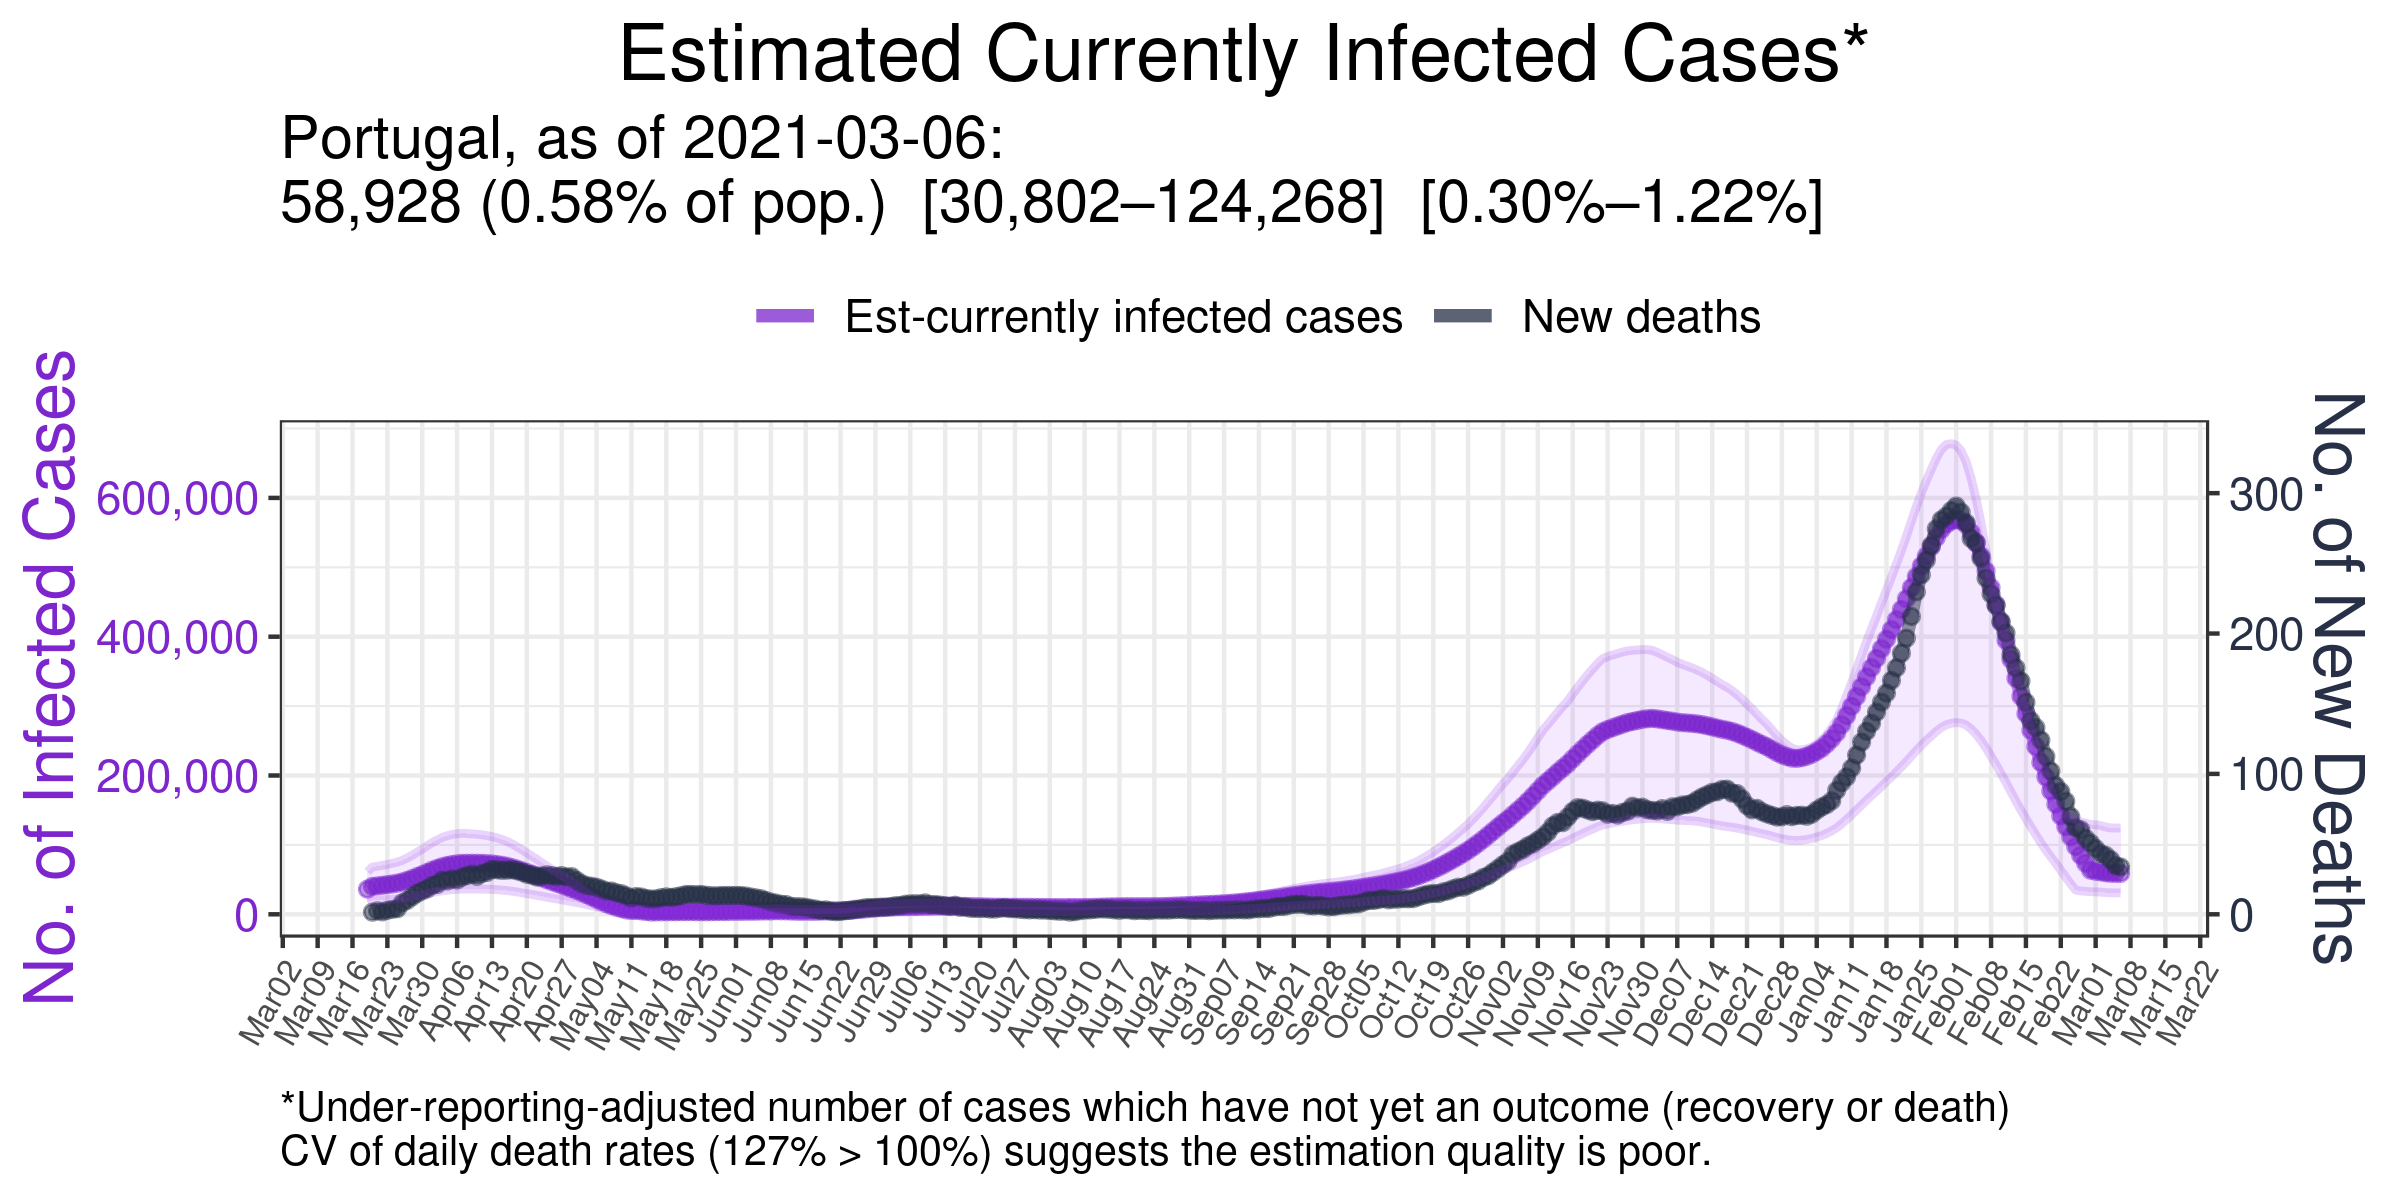 Estimated Currently Infected Cases*
Portugal, as of 2021-03-06:
58,928 (0.58% of pop.) [30,802–124,268] [0.30%–1.22%]
Est-currently infected cases
New deaths
No. of Infected Cases
600,000
400,000
200,000
0
No. of New Deaths
300
200
100
0
Mar02
Mar09
Mar16
Mar23
Mar30
Apr06
Apr13
Apr20
Apr27
May04
May11
May18
May25
Jun01
Jun08
Jun15
Jun22
Jun29
Jul06
Jul13
Jul20
Jul27
Aug03
Aug10
Aug17
Aug24
Aug31
Sep07
Sep14
Sep21
Sep28
Oct05
Oct12
Oct19
Oct26
Nov02
Nov09
Nov16
Nov23
Nov30
Dec07
Dec14
Dec21
Dec28
Jan04
Jan11
Jan18
Jan25
Feb01
Feb08
Feb15
Feb22
Mar01
Mar08
Mar15
Mar22
*Under-reporting-adjusted number of cases which have not yet an outcome (recovery or death)
CV of daily death rates (127% > 100%) suggests the estimation quality is poor.